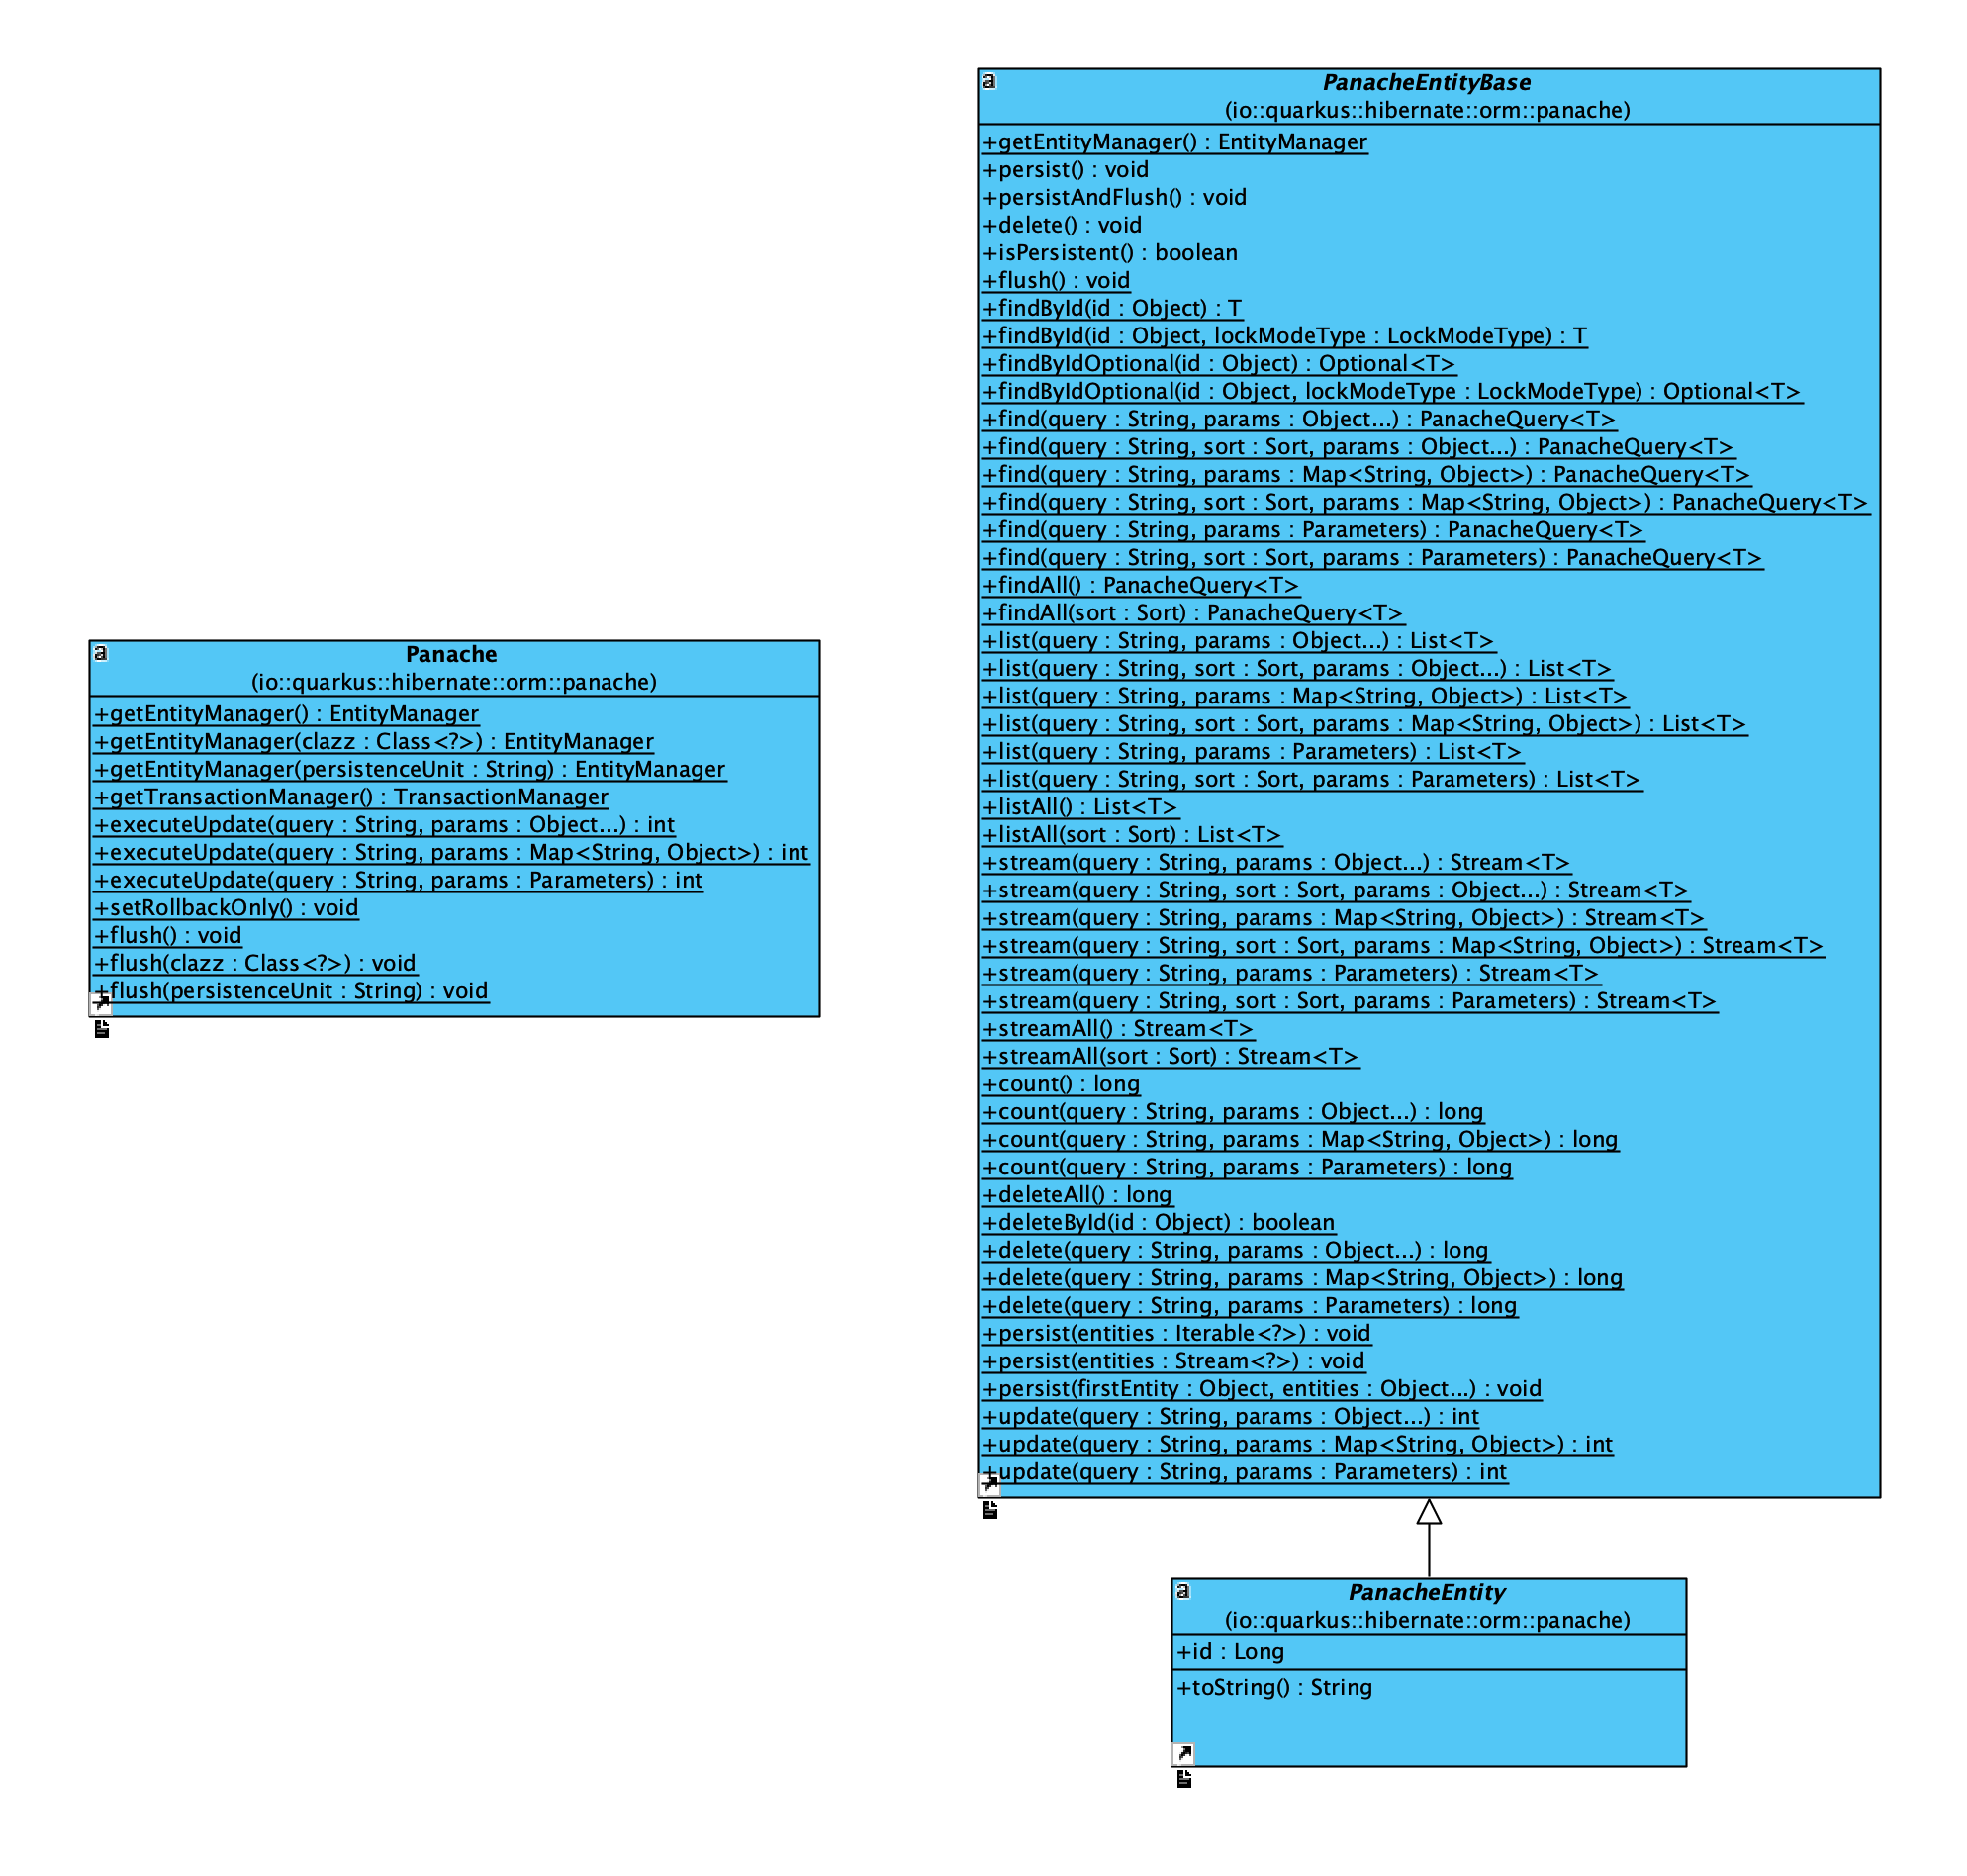 PanacheEntityBase
(io::quarkus::hibernate::orm::panache)
+getEntityManager() : EntityManager
+persist() : void
+persistAndFlush() : void
+delete() : void
+isPersistent() : boolean
+flush() : void
+findById(id : Object) : T
+findById(id : Object, lockModeType : LockModeType) : T
+findByIdOptional(id : Object) : Optional<T>
+findByIdOptional(id : Object, lockModeType : LockModeType) : Optional<T>
+find(query : String, params : Object...) : PanacheQuery<T>
+find(query : String, sort : Sort, params : Object...) : PanacheQuery<T>
+find(query : String, params : Map<String, Object>) : PanacheQuery<T>
+find(query : String, sort : Sort, params : Map<String, Object>) : PanacheQuery<T>
+find(query : String, params : Parameters) : PanacheQuery<T>
+find(query : String, sort : Sort, params : Parameters) : PanacheQuery<T>
+findAll() : PanacheQuery<T>
+findAll(sort : Sort) : PanacheQuery<T>
+list(query : String, params : Object...) : List<T>
+list(query : String, sort : Sort, params : Object...) : List<T>
+list(query : String, params : Map<String, Object>) : List<T>
+list(query : String, sort : Sort, params : Map<String, Object>) : List<T>
+list(query : String, params : Parameters) : List<T>
+list(query : String, sort : Sort, params : Parameters) : List<T>
+listAll() : List<T>
+listAll(sort : Sort) : List<T>
+stream(query : String, params : Object...) : Stream<T>
+stream(query : String, sort : Sort, params : Object...) : Stream<T>
+stream(query : String, params : Map<String, Object>) : Stream<T>
+stream(query : String, sort : Sort, params : Map<String, Object>) : Stream<T>
+stream(query : String, params : Parameters) : Stream<T>
+stream(query : String, sort : Sort, params : Parameters) : Stream<T>
+streamAll() : Stream<T>
+streamAll(sort : Sort) : Stream<T>
+count() : long
+count(query : String, params : Object...) : long
+count(query : String, params : Map<String, Object>) : long
+count(query : String, params : Parameters) : long
+deleteAll() : long
+deleteById(id : Object) : boolean
+delete(query : String, params : Object...) : long
+delete(query : String, params : Map<String, Object>) : long
+delete(query : String, params : Parameters) : long
+persist(entities : Iterable<?>) : void
+persist(entities : Stream<?>) : void
+persist(firstEntity : Object, entities : Object...) : void
+update(query : String, params : Object...) : int
+update(query : String, params : Map<String, Object>) : int
+update(query : String, params : Parameters) : int
Panache
(io::quarkus::hibernate::orm::panache)
+getEntityManager() : EntityManager
+getEntityManager(clazz : Class<?>) : EntityManager
+getEntityManager(persistenceUnit : String) : EntityManager
+getTransactionManager() : TransactionManager
+executeUpdate(query : String, params : Object...) : int
+executeUpdate(query : String, params : Map<String, Object>) : int
+executeUpdate(query : String, params : Parameters) : int
+setRollbackOnly() : void
+flush() : void
+flush(clazz : Class<?>) : void
+flush(persistenceUnit : String) : void
PanacheEntity
(io::quarkus::hibernate::orm::panache)
+id : Long
+toString() : String